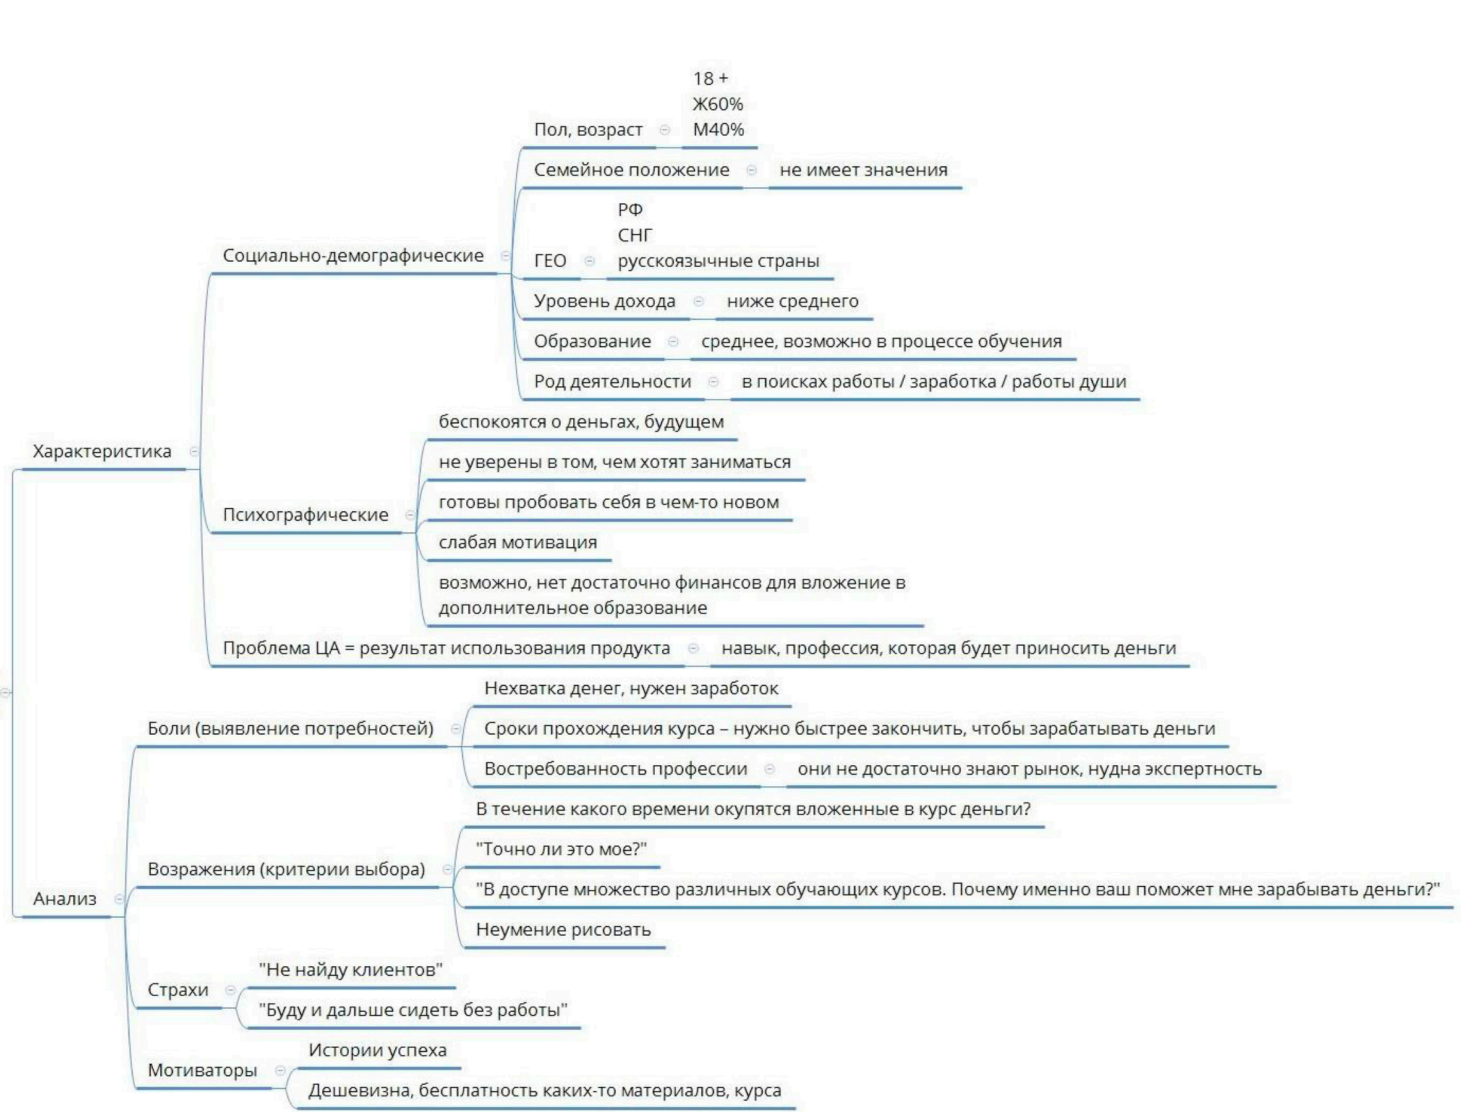 18 +
Ж60%
Пол, возраст М40%
Семейное положение не имеет значения
РФ
СНГ
Социально-демографические
ГЕО русскоязычные страны
Уровень дохода ниже среднего
Образование среднее, возможно в процессе обучения
Род деятельности в поисках работы / заработка / работы души
беспокоятся о деньгах, будущем
Характеристика
не уверены в том, чем хотят заниматься
готовы пробовать себя в чем-то новом
Психографические
слабая мотивация
возможно, нет достаточно финансов для вложение в
дополнительное образование
Проблема ЦА = результат использования продукта навык, профессия, которая будет приносить деньги
Нехватка денег, нужен заработок
Боли (выявление потребностей) Сроки прохождения курса – нужно быстрее закончить, чтобы зарабатывать деньги
Востребованность профессии они не достаточно знают рынок, нудна экспертность
В течение какого времени окупятся вложенные в курс деньги?
"Точно ли это мое?"
Возражения (критерии выбора)
"В доступе множество различных обучающих курсов. Почему именно ваш поможет мне зарабывать деньги?"
Анализ
Неумение рисовать
"Не найду клиентов"
Страхи
"Буду и дальше сидеть без работы"
Истории успеха
Мотиваторы
Дешевизна, бесплатность каких-то материалов, курса